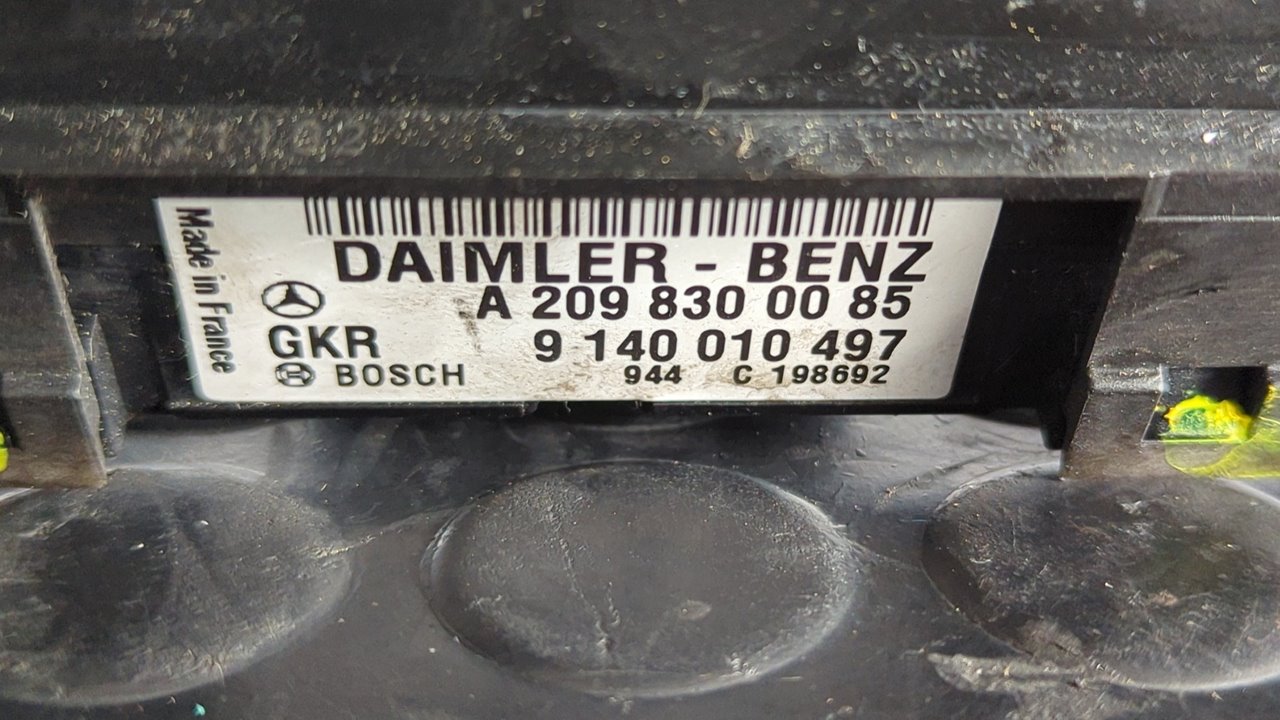 Made in France
DAIMLER - BENZ
A 209 830 00 85
GKR 9 140 010 497
BOSCH 944 C 198692